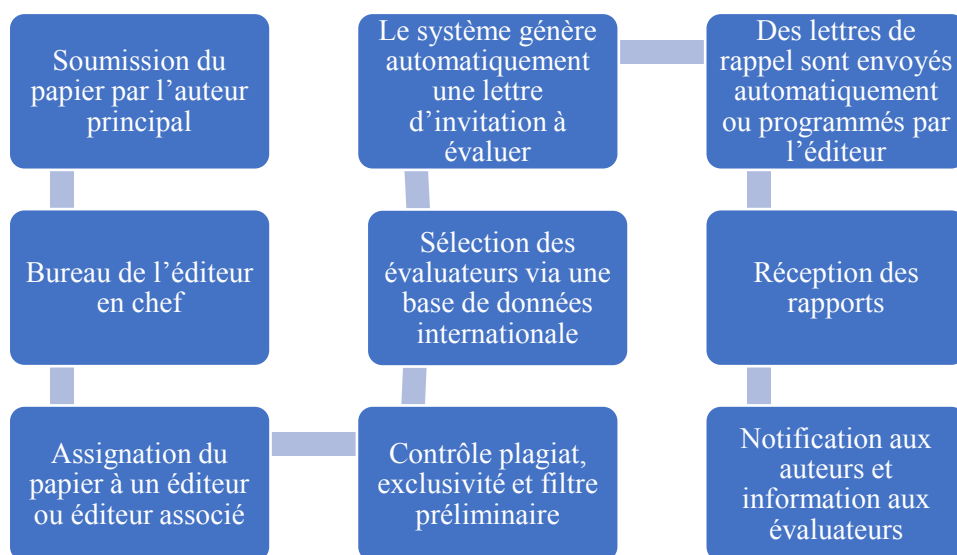 Soumission du
papier par l’auteur
principal
Bureau de l’éditeur
en chef
Assignation du
papier à un éditeur
ou éditeur associé
Contrôle plagiat,
exclusivité et filtre
préliminaire
Sélection des
évaluateurs via une
base de données
internationale
Le système génère
automatiquement
une lettre
d’invitation à
évaluer
Des lettres de
rappel sont envoyés
automatiquement
ou programmés par
l’éditeur
Réception des
rapports
Notification aux
auteurs et
information aux
évaluateurs